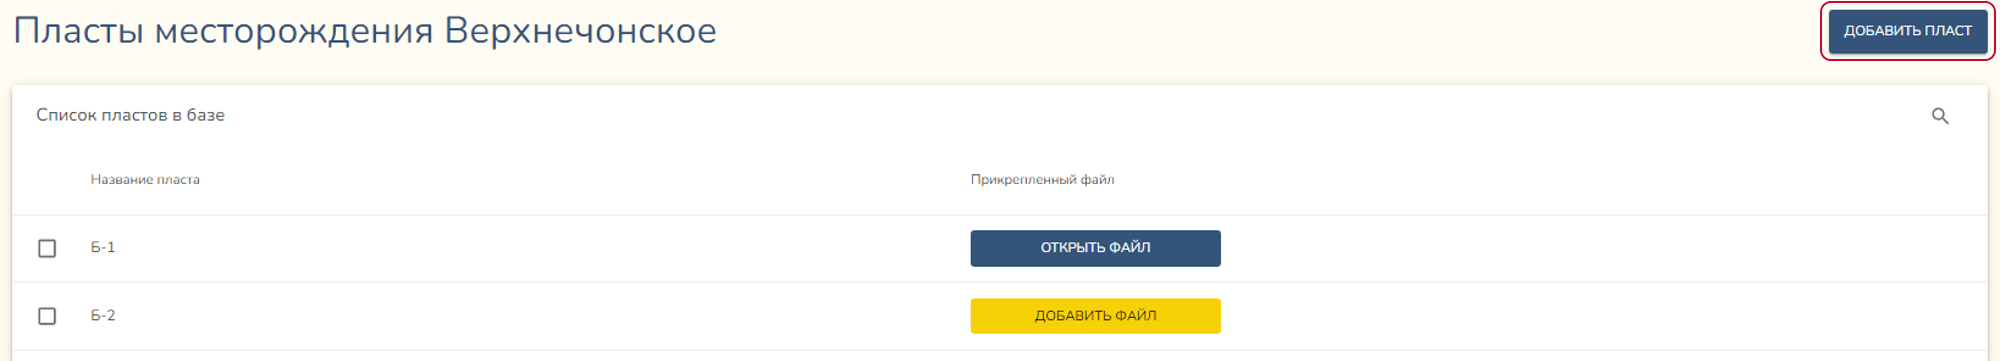 Пласты месторождения Верхнечонское
ДОБАВИТЬ ПЛАСТ
Список пластов в базе
Название пласта Прикрепленный файл
Б-1 ОТКРЫТЬ ФАЙЛ
Б-2 ДОБАВИТЬ ФАЙЛ